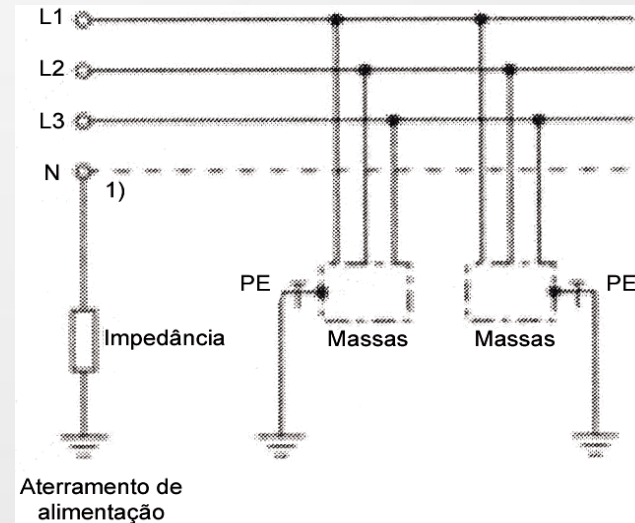 L1
L2
L3
N
1)
PE
PE
Impedância
Massas
Massas
Aterramento de
alimentação